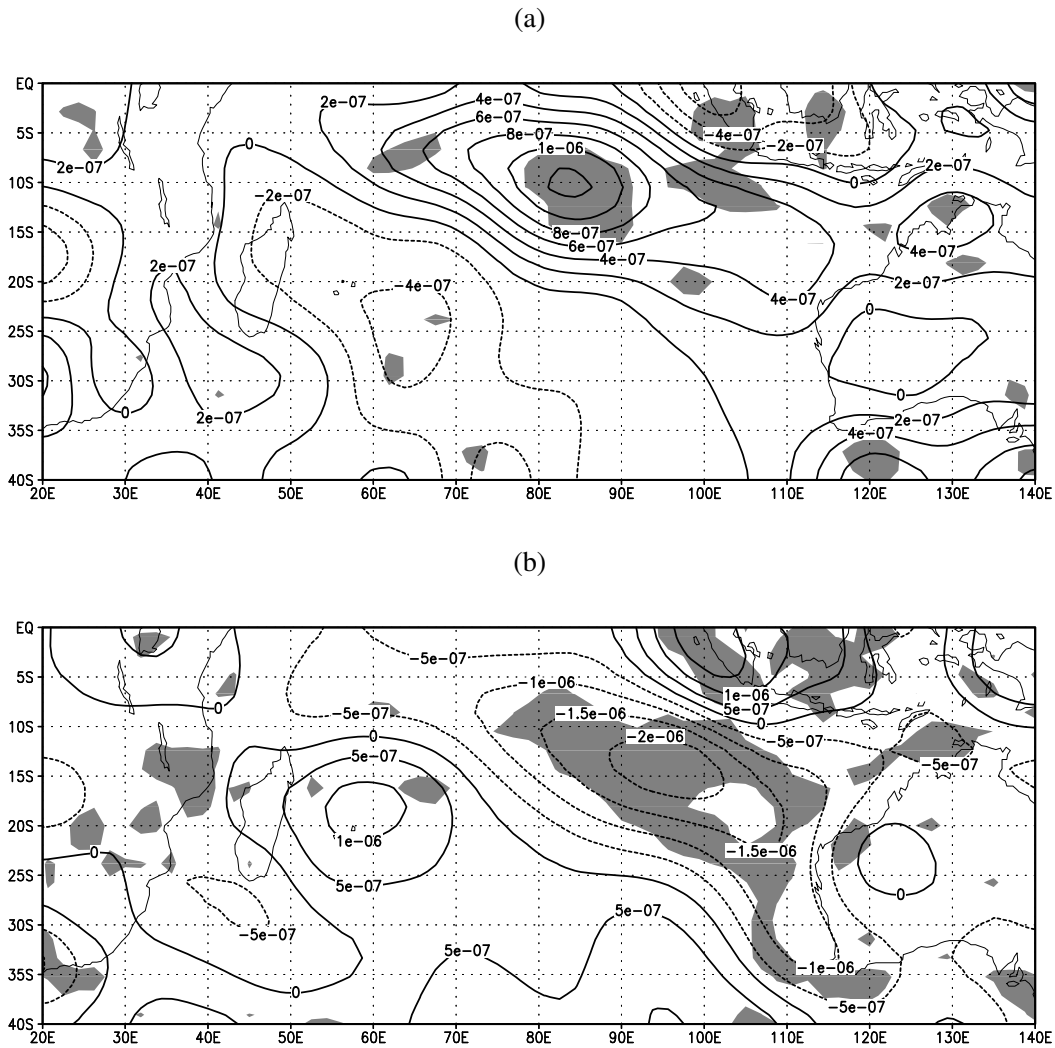 (a)
EQ
2e-07 4e-07
6e-07
5S 8e-07 -4e-07
0 1e-06 -2e-07
2e-07 2e-07
10S -2e-07 0
15S 8e-07
6e-07 4e-07
2e-07 4e-07
20S -4e-07 2e-07
4e-07
25S
30S 0
0 2e-07 2e-07
35S 4e-07
40S
20E 30E 40E 50E 60E 70E 80E 90E 100E 110E 120E 130E 140E
(b)
EQ
-5e-07
5S -1e-06 1e-06
0 -5e-07 -1.5e-06 5e-07
10S 0 -2e-06 0
5e-07 -5e-07
-5e-07
15S
20S
1e-06
0 -1.5e-06
25S 5e-07 0
5e-07
30S -5e-07 5e-07
35S -1e-06
0 -5e-07
40S
20E 30E 40E 50E 60E 70E 80E 90E 100E 110E 120E 130E 140E